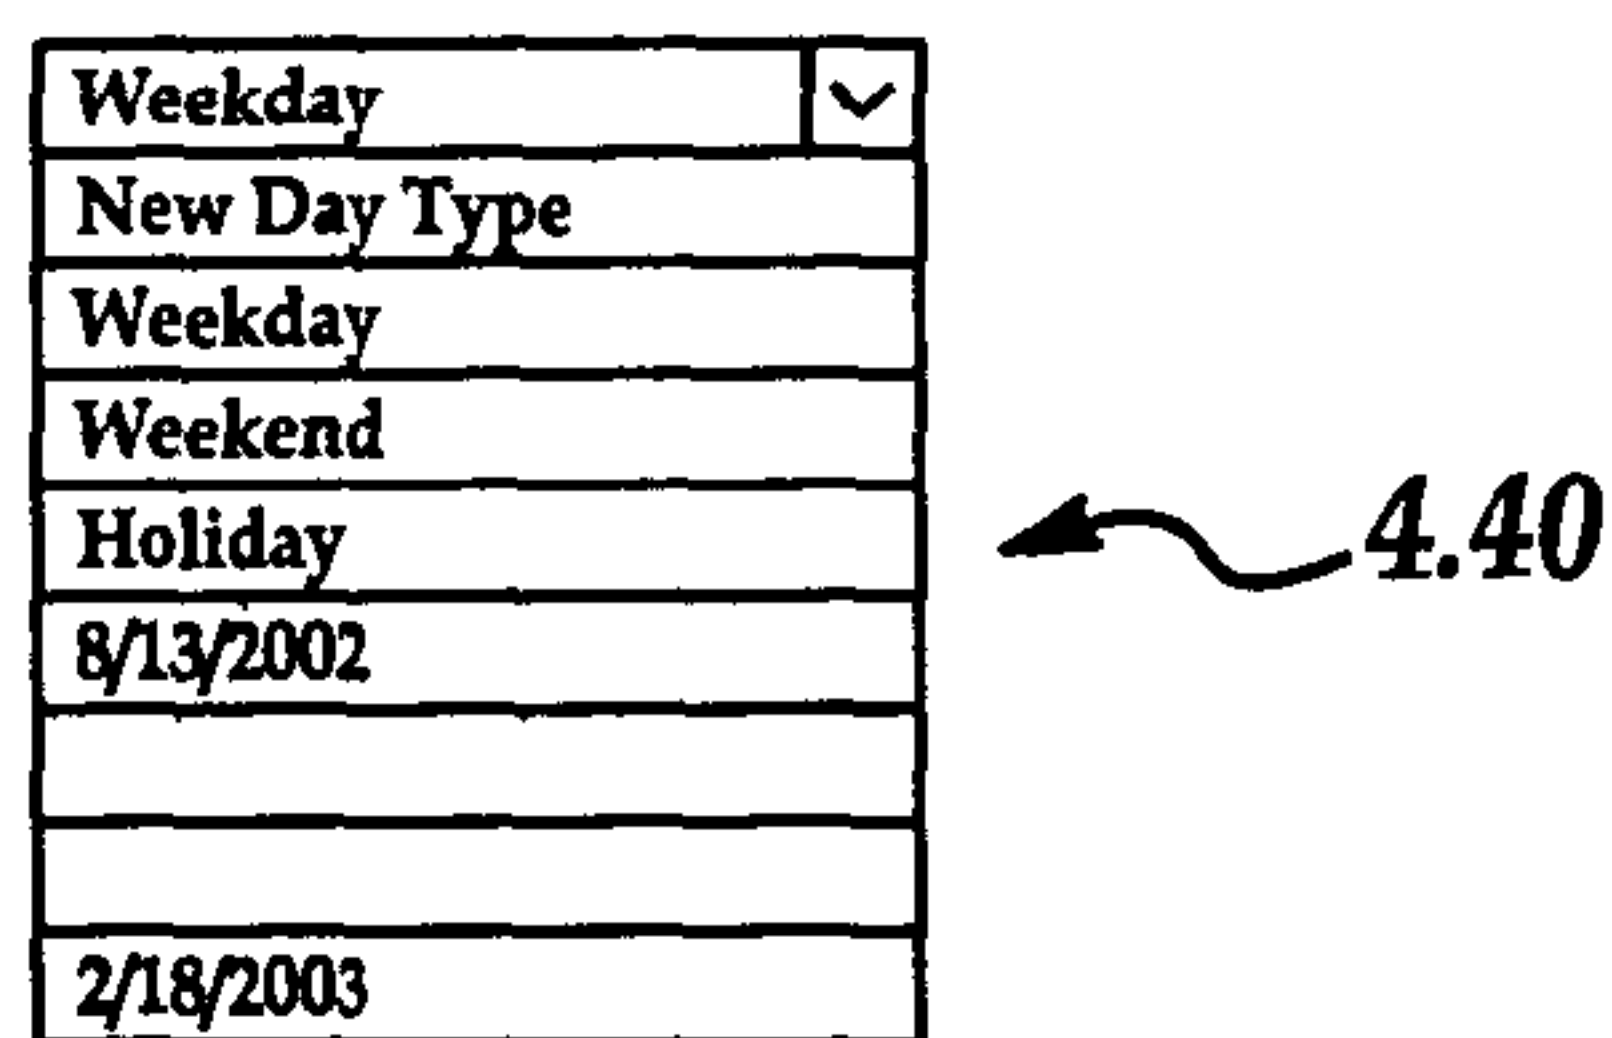 Weekday
New Day Type
Weekday
Weekend
Holiday
4.40
8/13/2002
2/18/2003